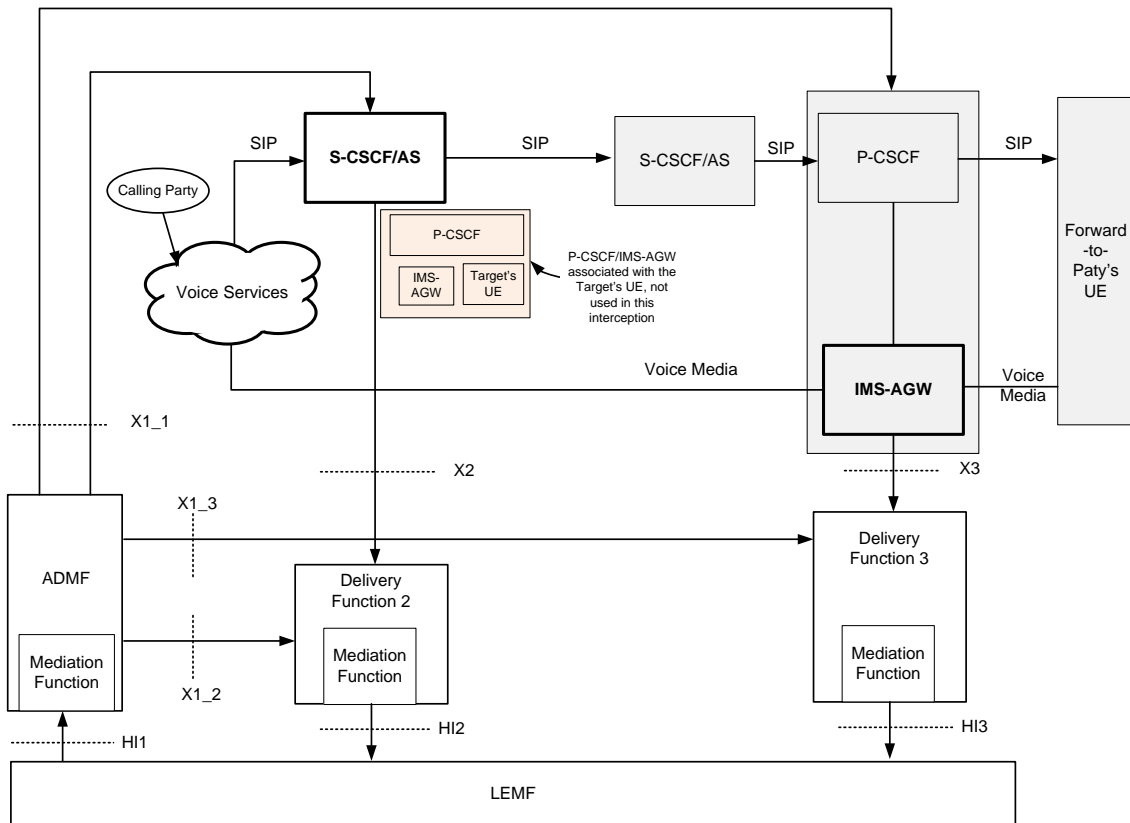 SIP
S-CSCF/AS
SIP
S-CSCF/AS
SIP
P-CSCF
SIP
Calling Party
Voice Services
P-CSCF
IMS-
AGW
Target's
UE
P-CSCF/IMS-AGW
associated with the
Target's UE, not
used in this
interception
Forward
-to-
Paty's
UE
Voice Media
IMS-AGW
Voice
Media
X1_1
X2
X3
X1_3
ADMF
Mediation
Function
X1_2
Delivery
Function 2
Mediation
Function
Delivery
Function 3
Mediation
Function
HI1
HI2
HI3
LEMF